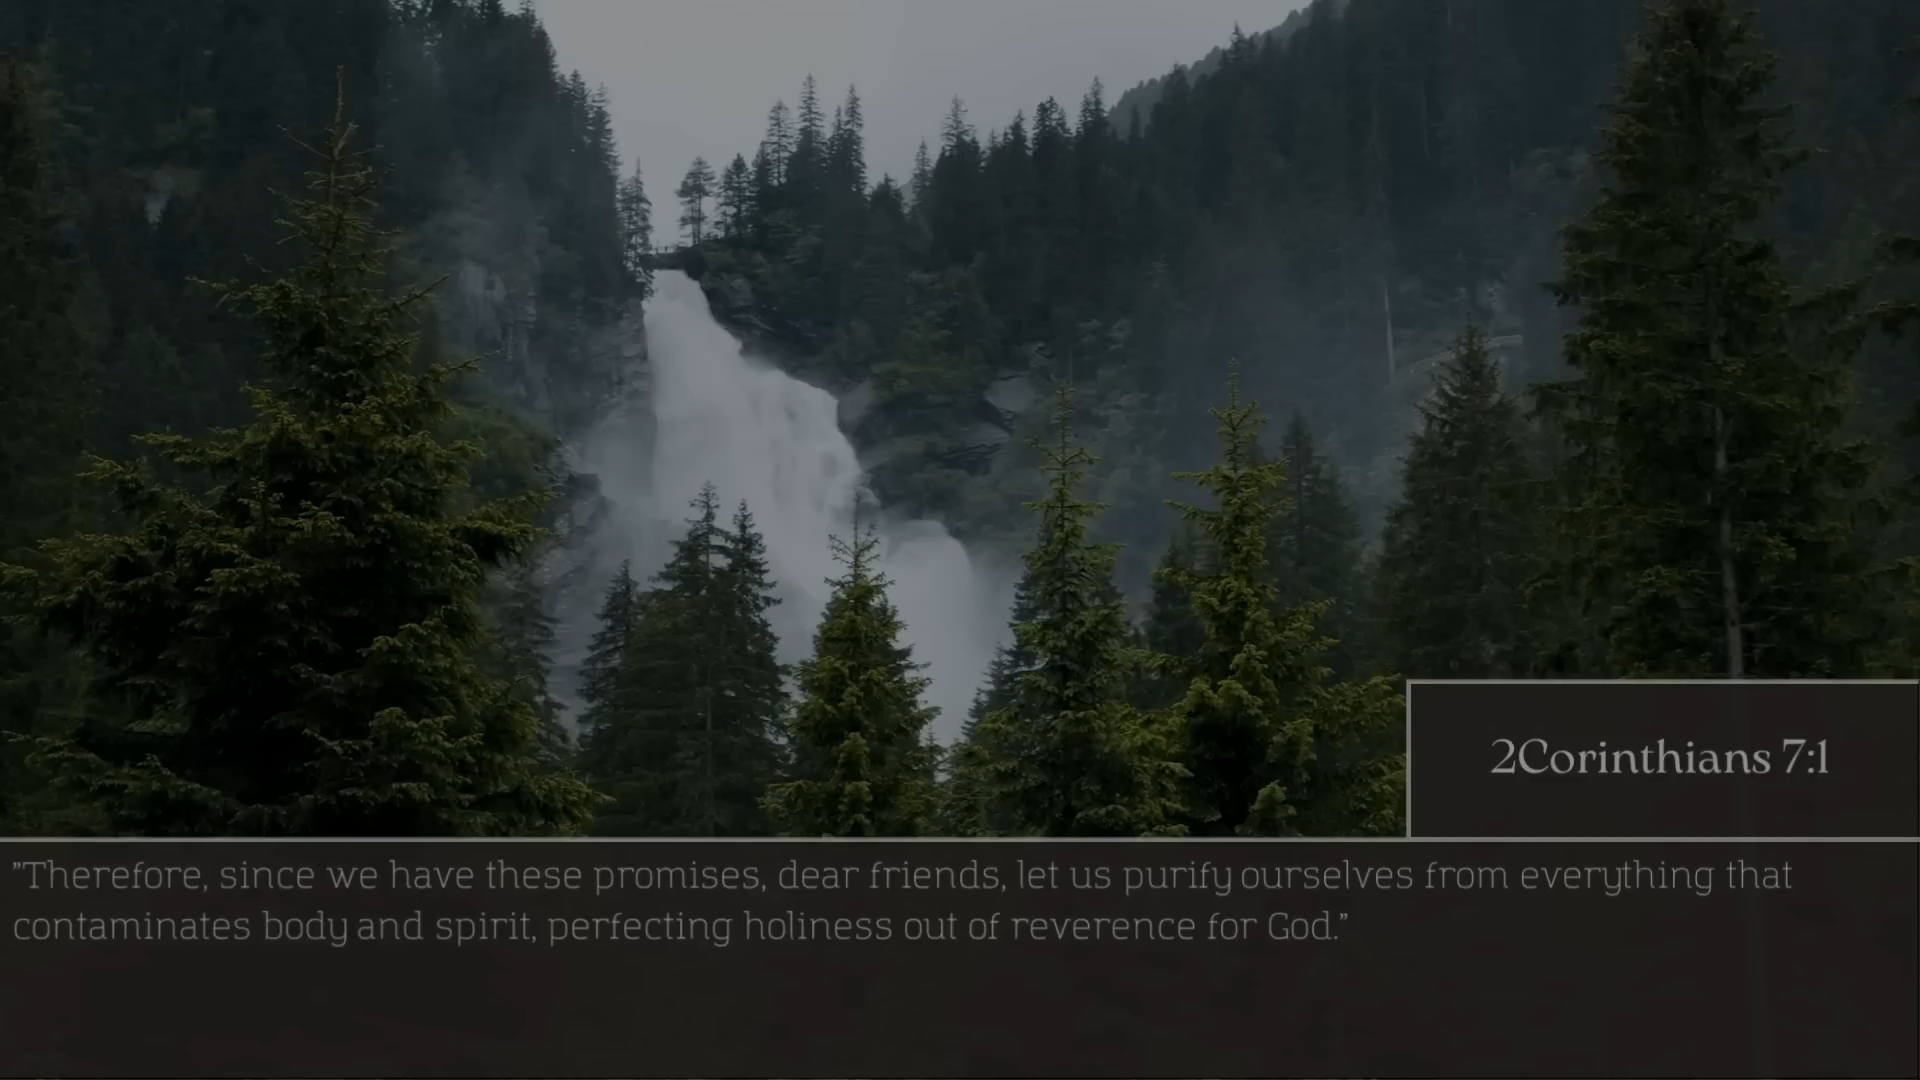 2Corinthians 7:1
"Therefore, since we have these promises, dear friends, let us purify ourselves from everything that
contaminates body and spirit, perfecting holiness out of reverence for God."